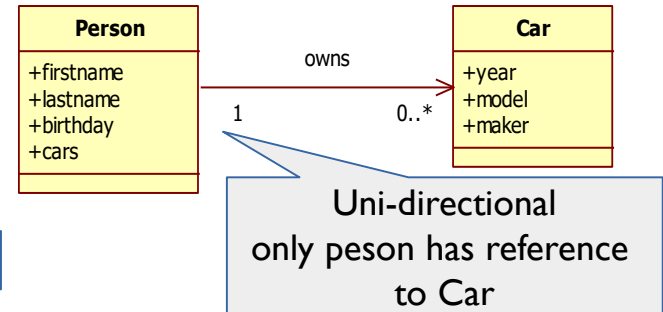 Person
+firstname
+lastname
+birthday
+cars
owns
1
0..*
Car
+year
+model
+maker
Uni-directional
only peson has reference
to Car